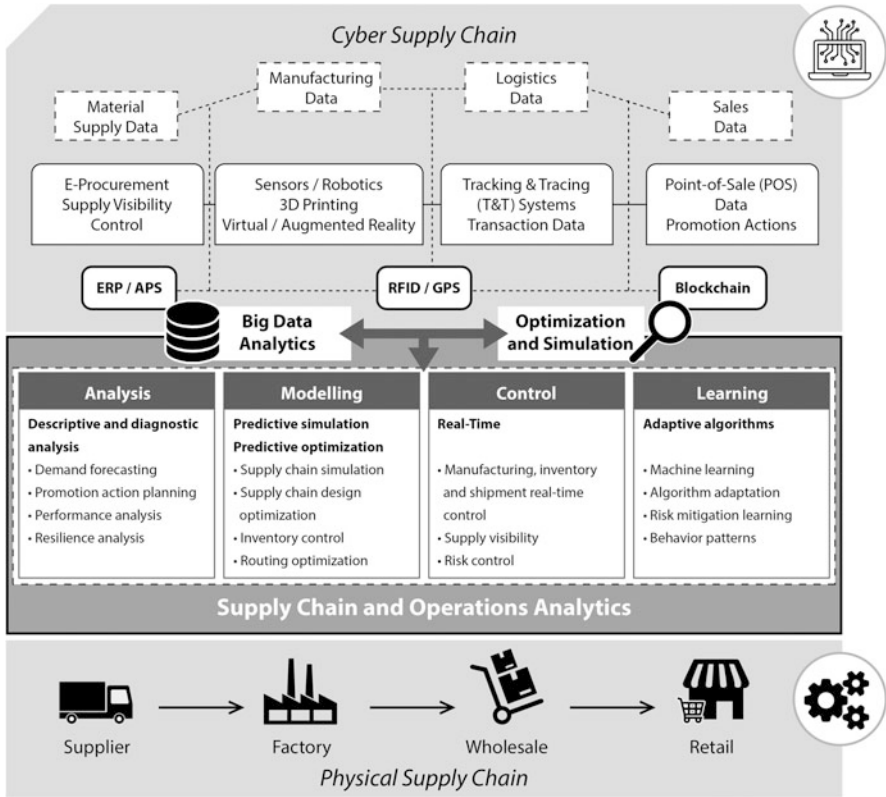 Cyber Supply Chain
Material
Supply Data
Manufacturing
Data
Logistics
Data
Sales
Data
E-Procurement
Supply Visibility
Control
Sensors / Robotics
3D Printing
Virtual / Augmented Reality
Tracking & Tracing
(T&T) Systems
Transaction Data
Point-of-Sale (POS)
Data
Promotion Actions
ERP / APS
RFID / GPS
Blockchain
Big Data
Analytics
Optimization
and Simulation
Analysis
Descriptive and diagnostic
analysis
• Demand forecasting
• Promotion action planning
• Performance analysis
• Resilience analysis
Modelling
Predictive simulation
Predictive optimization
• Supply chain simulation
• Supply chain design
optimization
• Inventory control
• Routing optimization
Control
Real-Time
• Manufacturing, inventory
and shipment real-time
control
• Supply visibility
• Risk control
Learning
Adaptive algorithms
• Machine learning
• Algorithm adaptation
• Risk mitigation learning
• Behavior patterns
Supply Chain and Operations Analytics
Supplier
Factory
Wholesale
Retail
Physical Supply Chain